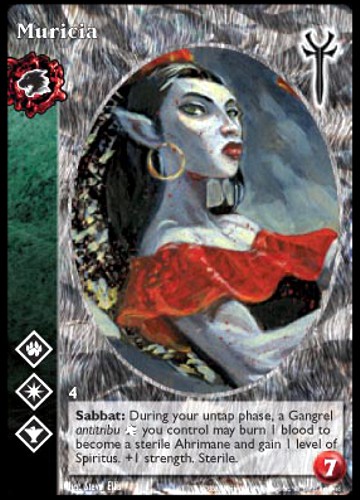 Muricia
4
Sabbat: During your untap phase, a Gangrel
antitribu you control may burn 1 blood to
become a sterile Ahrimane and gain 1 level of
Spiritus. +1 strength. Sterile.
7